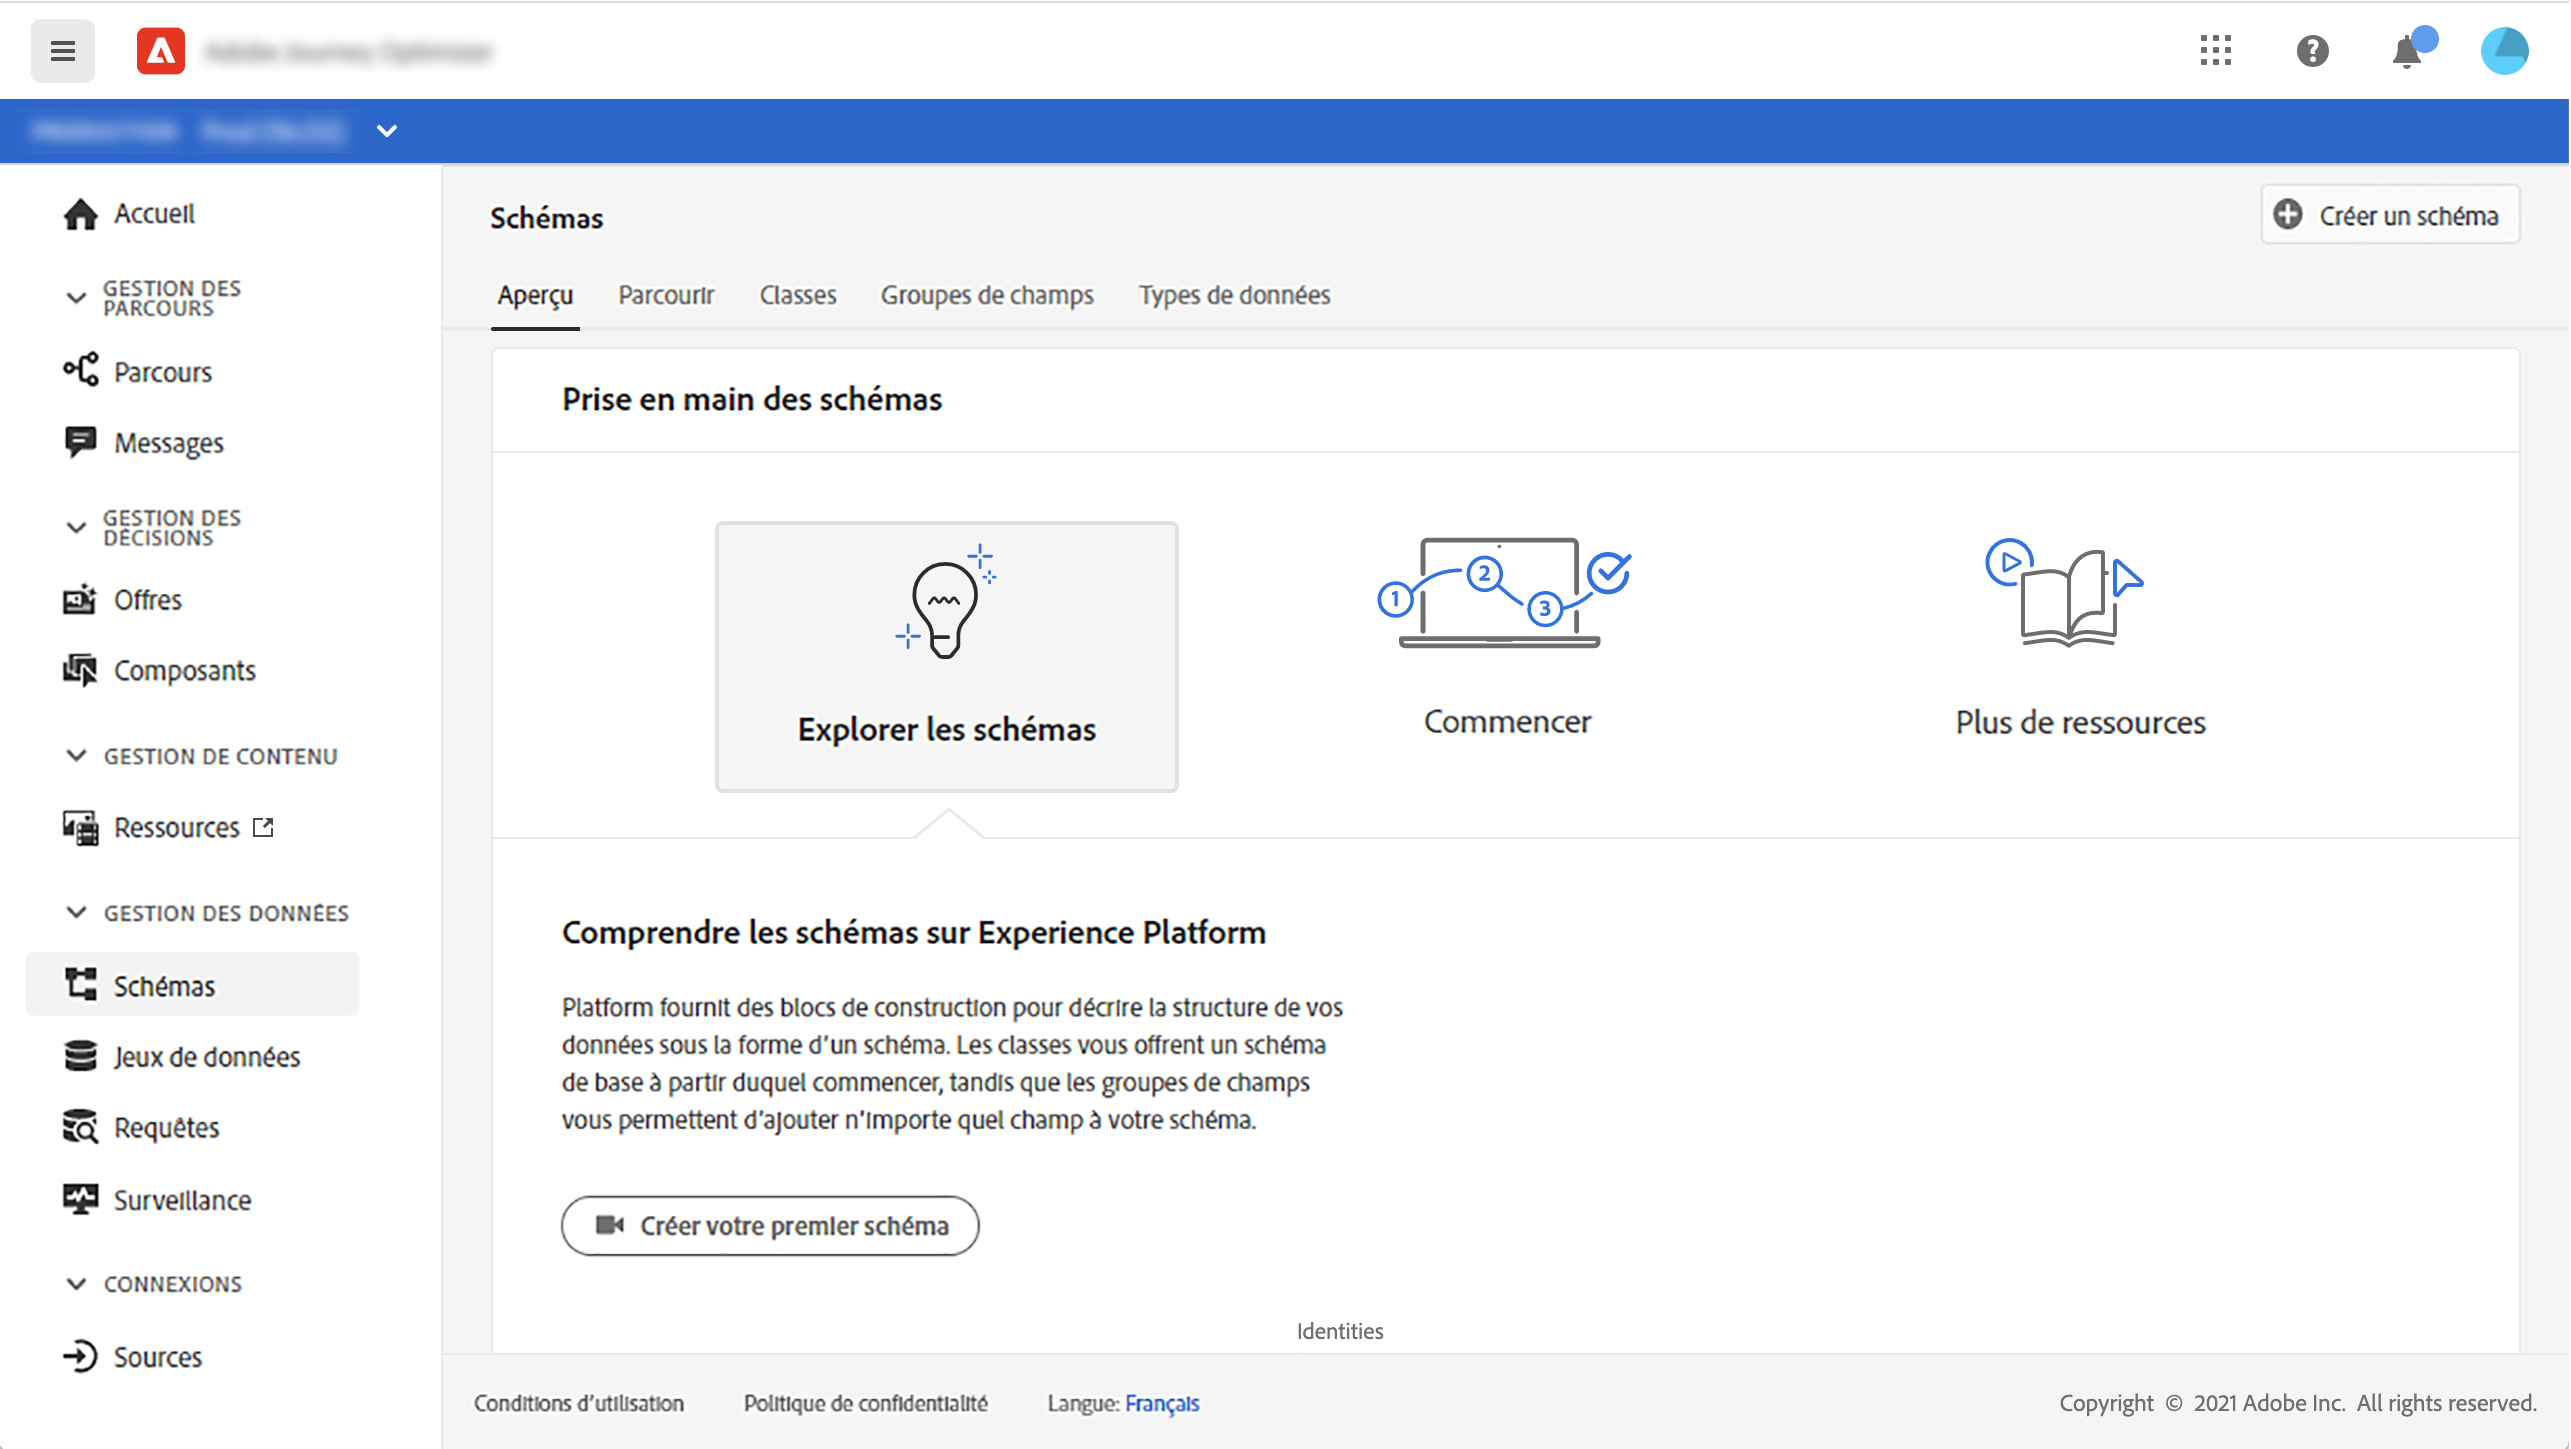 Accueil
GESTION DES
PARCOURS
Parcours
Messages
GESTION DES
DÉCISIONS
Offres
Composants
GESTION DE CONTENU
Ressources
GESTION DES DONNÉES
Schémas
Jeux de données
Requêtes
Surveillance
CONNEXIONS
Sources
Schémas
Créer un schéma
Aperçu Parcourir Classes Groupes de champs Types de données
Prise en main des schémas
1 2 3
Explorer les schémas
Commencer
Plus de ressources
Comprendre les schémas sur Experience Platform
Platform fournit des blocs de construction pour décrire la structure de vos
données sous la forme d'un schéma. Les classes vous offrent un schéma
de base à partir duquel commencer, tandis que les groupes de champs
vous permettent d'ajouter n'importe quel champ à votre schéma.
Créer votre premier schéma
Identities
Conditions d'utilisation Politique de confidentialité Langue: Français
Copyright © 2021 Adobe Inc. All rights reserved.